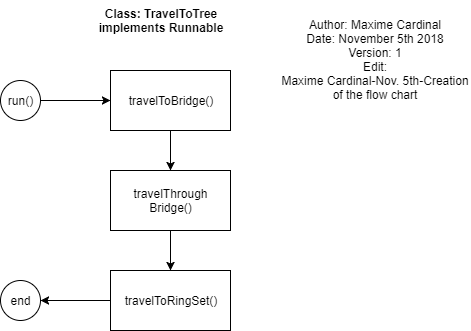 Class: TravelToTree
implements Runnable
Author: Maxime Cardinal
Date: November 5th 2018
Version: 1
Edit:
Maxime Cardinal-Nov. 5th-Creation
of the flow chart
run()
travelToBridge()
travelThrough
Bridge()
travelToRingSet()
end